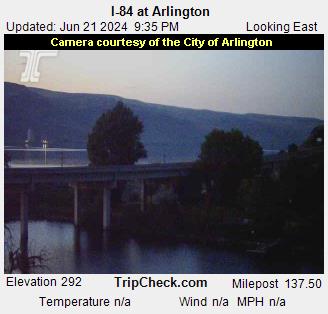 I-84 at Arlington
Updated: Jun 21 2024 9:35 PM Looking East
Camera courtesy of the City of Arlington
Elevation 292 TripCheck.com Milepost 137.50
Temperature n/a Wind n/a MPH n/a